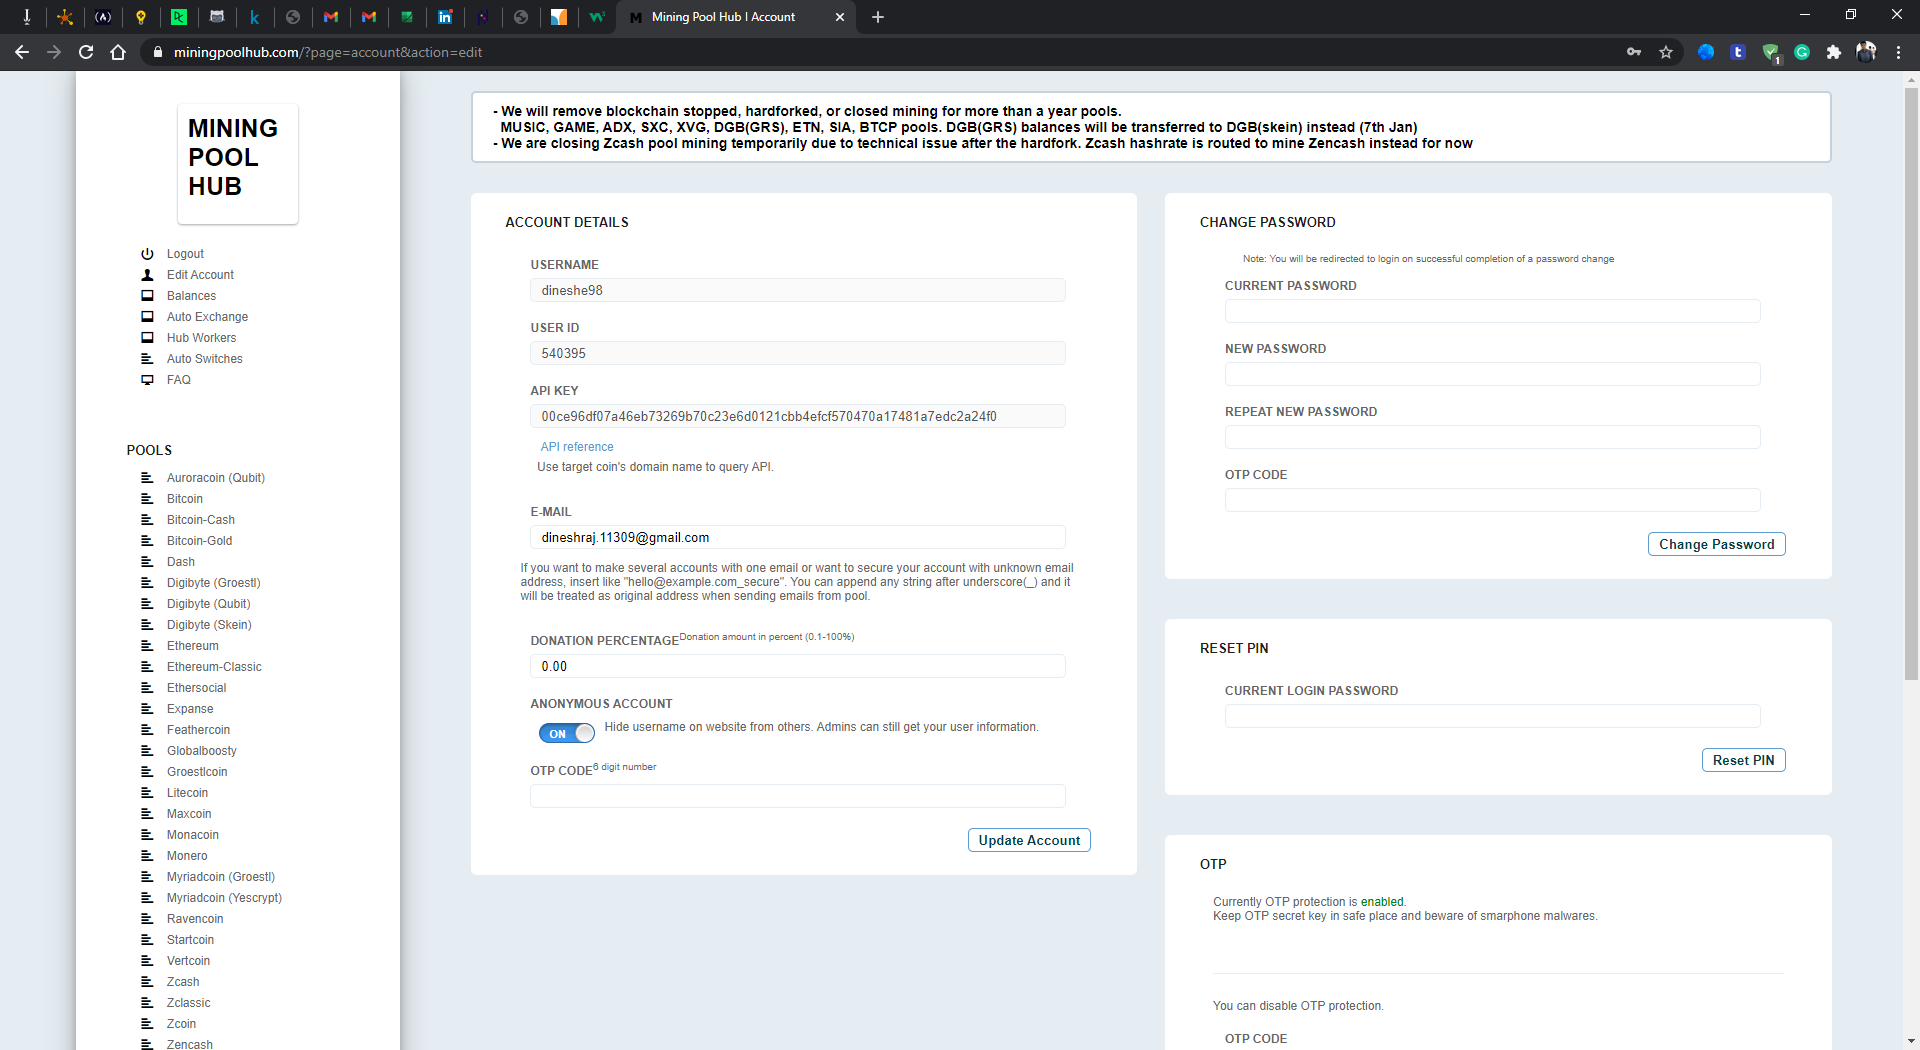 Mining Pool Hub I Account
miningpoolhub.com/?page=account&action=edit
1
MINING
POOL
HUB
Logout
Edit Account
Balances
Auto Exchange
Hub Workers
Auto Switches
FAQ
POOLS
Auroracoin (Qubit)
Bitcoin
Bitcoin-Cash
Bitcoin-Gold
Dash
Digibyte (Groestl)
Digibyte (Qubit)
Digibyte (Skein)
Ethereum
Ethereum-Classic
Ethersocial
Expanse
Feathercoin
Globalboosty
Groestlcoin
Litecoin
Maxcoin
Monacoin
Monero
Myriadcoin (Groestl)
Myriadcoin (Yescrypt)
Ravencoin
Startcoin
Vertcoin
Zcash
Zclassic
Zcoin
Zencash
- We will remove blockchain stopped, hardforked, or closed mining for more than a year pools.
MUSIC, GAME, ADX, SXC, XVG, DGB(GRS), ETN, SIA, BTCP pools. DGB(GRS) balances will be transferred to DGB(skein) instead (7th Jan)
- We are closing Zcash pool mining temporarily due to technical issue after the hardfork. Zcash hashrate is routed to mine Zencash instead for now
ACCOUNT DETAILS
USERNAME
dineshe98
USER ID
540395
API KEY
00ce96df07a46eb73269b70c23e6d0121cbb4efcf570470a17481a7edc2a24f0
API reference
Use target coin's domain name to query API.
E-MAIL
dineshraj.11309@gmail.com
If you want to make several accounts with one email or want to secure your account with unknown email
address, insert like "hello@example.com_secure". You can append any string after underscore(_) and it
will be treated as original address when sending emails from pool.
DONATION PERCENTAGE Donation amount in percent (0.1-100%)
0.00
ANONYMOUS ACCOUNT
ON Hide username on website from others. Admins can still get your user information.
OTP CODE 6 digit number
Update Account
CHANGE PASSWORD
Note: You will be redirected to login on successful completion of a password change
CURRENT PASSWORD
NEW PASSWORD
REPEAT NEW PASSWORD
OTP CODE
Change Password
RESET PIN
CURRENT LOGIN PASSWORD
Reset PIN
OTP
Currently OTP protection is enabled.
Keep OTP secret key in safe place and beware of smarphone malwares.
You can disable OTP protection.
OTP CODE